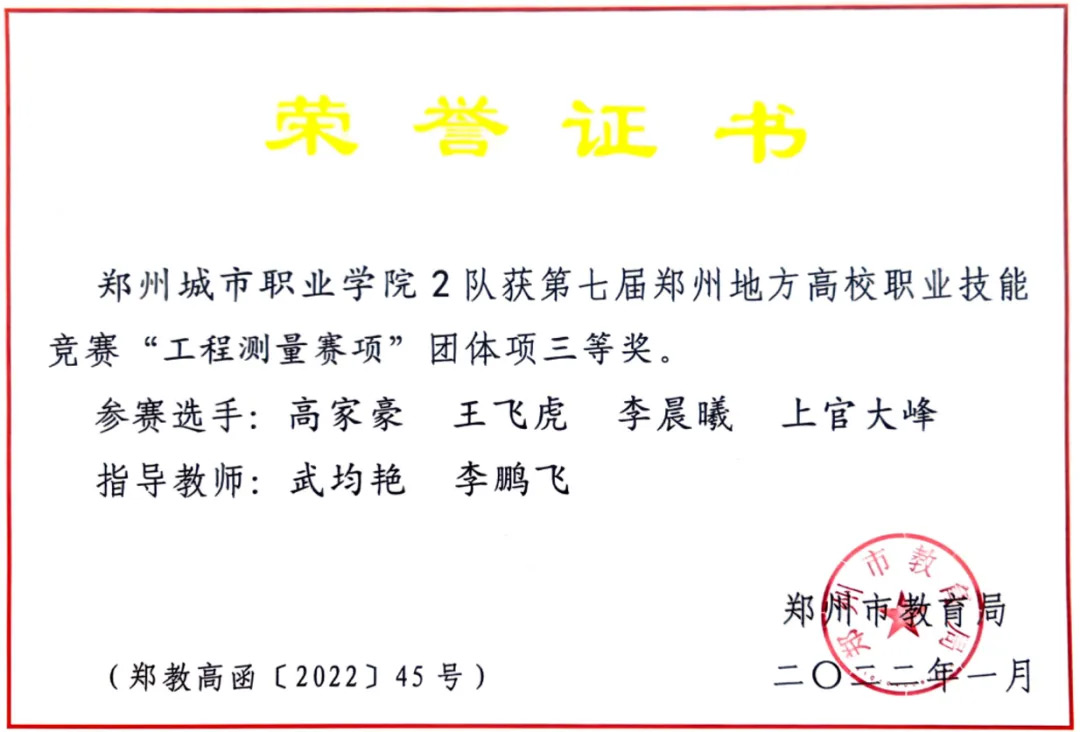 荣誉证书
郑州城市职业学院2队获第七届郑州地方高校职业技能
竞赛“工程测量赛项”团体项三等奖。
参赛选手：高家豪 王飞虎 李晨曦 上官大峰
指导教师：武均艳 李鹏飞
郑州市教育局
郑州市教育局
二〇二二年一月
（郑教高函〔2022〕45号）